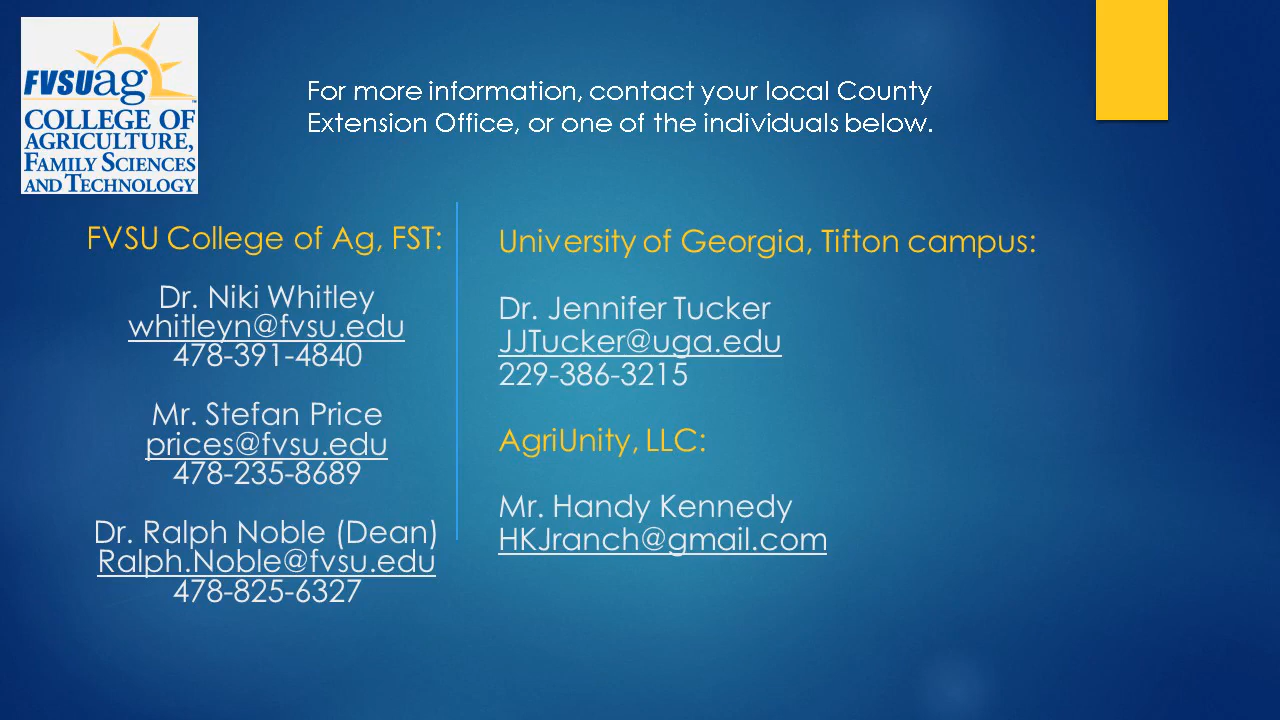 FVSUag
COLLEGE OF
AGRICULTURE,
FAMILY SCIENCES
AND TECHNOLOGY
For more information, contact your local County
Extension Office, or one of the individuals below.
FVSU College of Ag, FST:
Dr. Niki Whitley
whitleyn@fvsu.edu
478-391-4840
Mr. Stefan Price
prices@fvsu.edu
478-235-8689
Dr. Ralph Noble (Dean)
Ralph.Noble@fvsu.edu
478-825-6327
University of Georgia, Tifton campus:
Dr. Jennifer Tucker
JJTucker@uga.edu
229-386-3215
AgriUnity, LLC:
Mr. Handy Kennedy
HKJranch@gmail.com